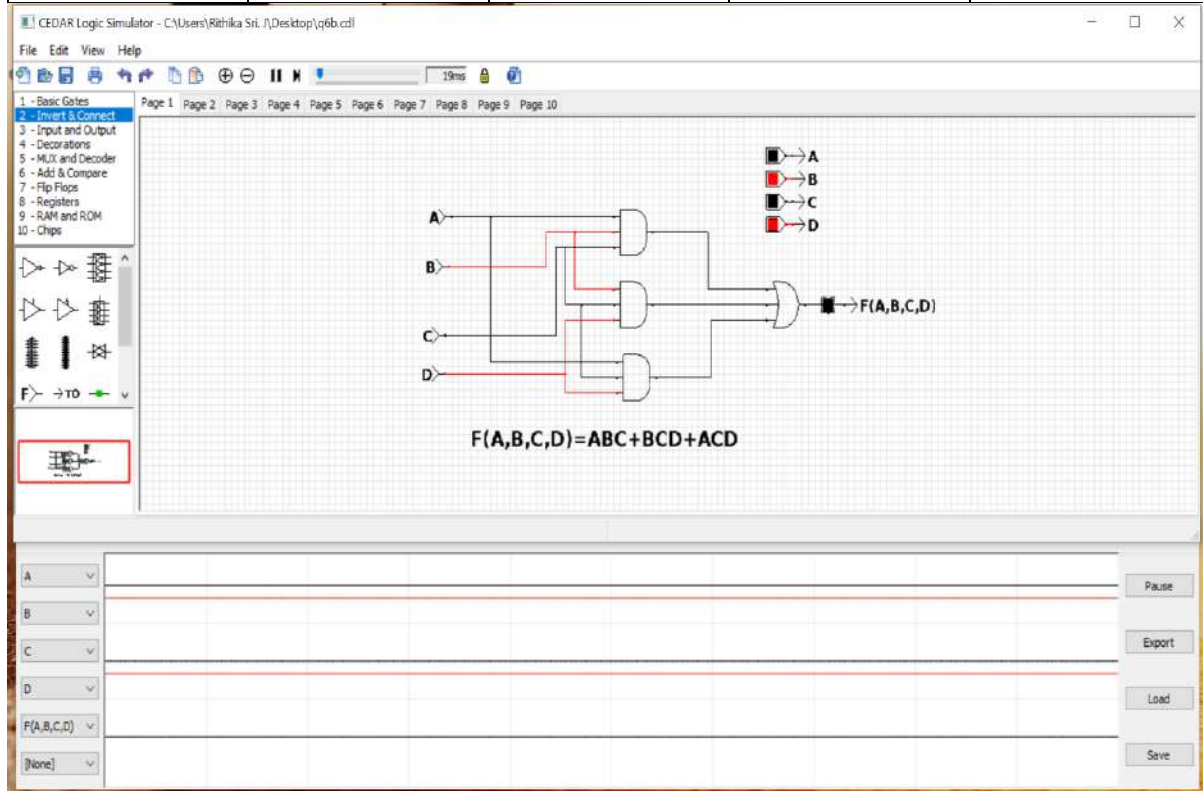 CEDAR Logic Simulator - C:\Users\Rithika Sri. J\Desktop\q6b.cdl
File Edit View Help
19ms
1 - Basic Gates
2 - Invert & Connect
3 - Input and Output
4 - Decorations
5 - MUX and Decoder
6 - Add & Compare
7 - Flip Flops
8 - Registers
9 - RAM and ROM
10 - Chips
Page 1 Page 2 Page 3 Page 4 Page 5 Page 6 Page 7 Page 8 Page 9 Page 10
A
B
C
D
A
B
C
D
F(A,B,C,D)
F(A,B,C,D)=ABC+BCD+ACD
F TO
A
B
C
D
F(A,B,C,D)
[None]
Pause
Export
Load
Save